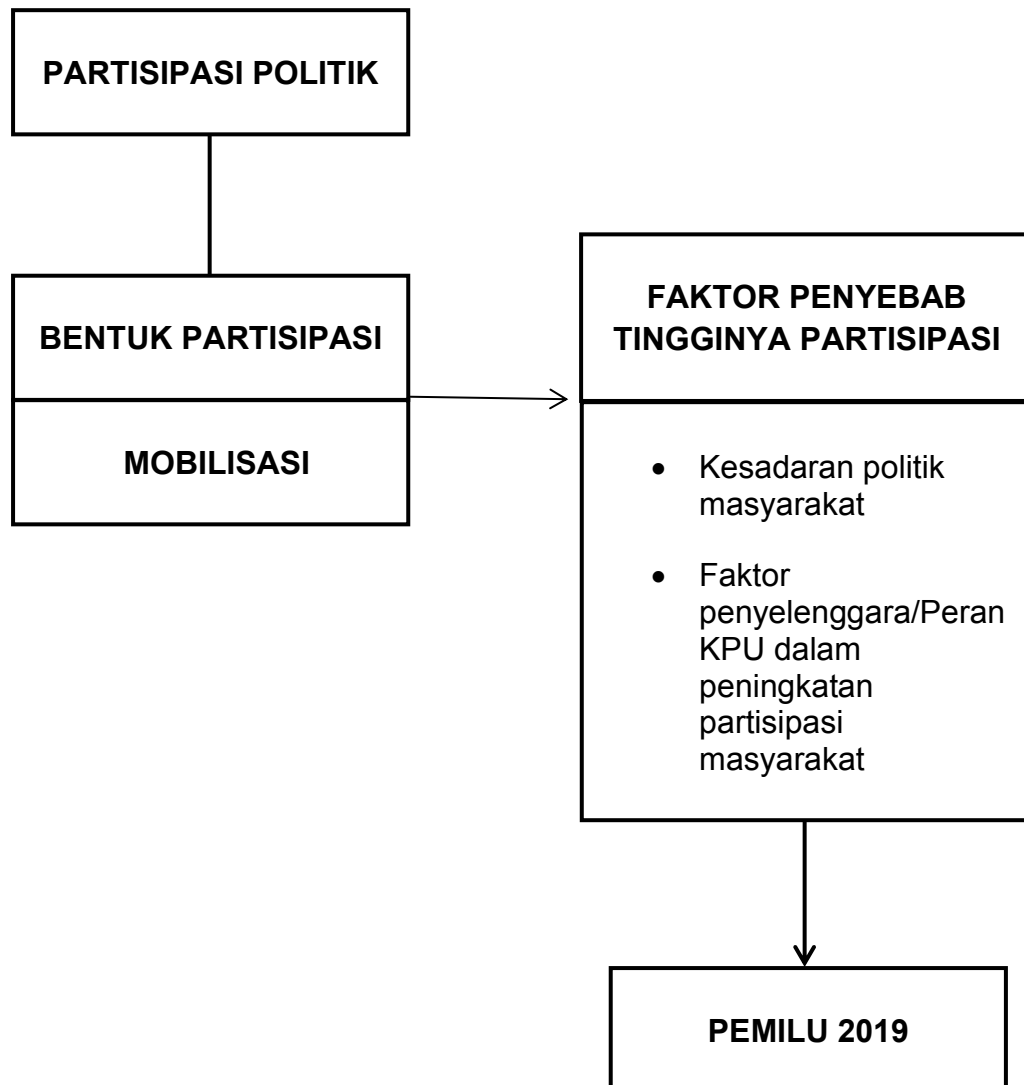 PARTISIPASI POLITIK
BENTUK PARTISIPASI
MOBILISASI
FAKTOR PENYEBAB
TINGGINYA PARTISIPASI
• Kesadaran politik
masyarakat
• Faktor
penyelenggara/Peran
KPU dalam
peningkatan
partisipasi
masyarakat
PEMILU 2019